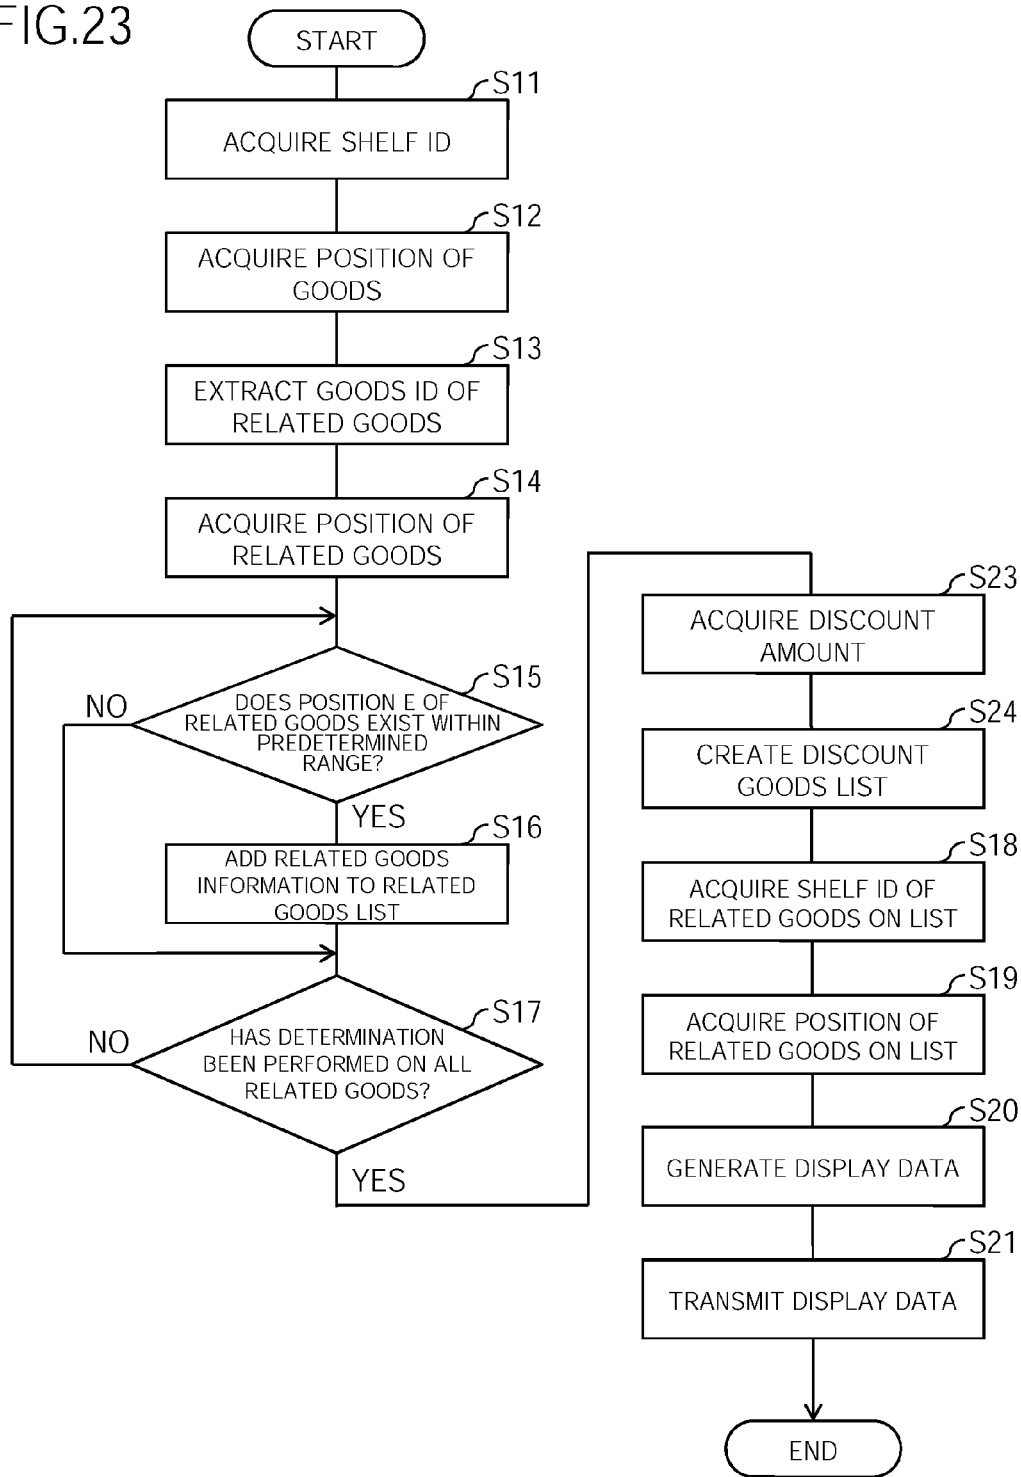 FIG.23
START
S11
ACQUIRE SHELF ID
S12
ACQUIRE POSITION OF
GOODS
S13
EXTRACT GOODS ID OF
RELATED GOODS
S14
ACQUIRE POSITION OF
RELATED GOODS
S15
NO
DOES POSITION E OF
RELATED GOODS EXIST WITHIN
PREDETERMINED
RANGE?
YES
S16
ADD RELATED GOODS
INFORMATION TO RELATED
GOODS LIST
S17
NO
HAS DETERMINATION
BEEN PERFORMED ON ALL
RELATED GOODS?
YES
S23
ACQUIRE DISCOUNT
AMOUNT
S24
CREATE DISCOUNT
GOODS LIST
S18
ACQUIRE SHELF ID OF
RELATED GOODS ON LIST
S19
ACQUIRE POSITION OF
RELATED GOODS ON LIST
S20
GENERATE DISPLAY DATA
S21
TRANSMIT DISPLAY DATA
END